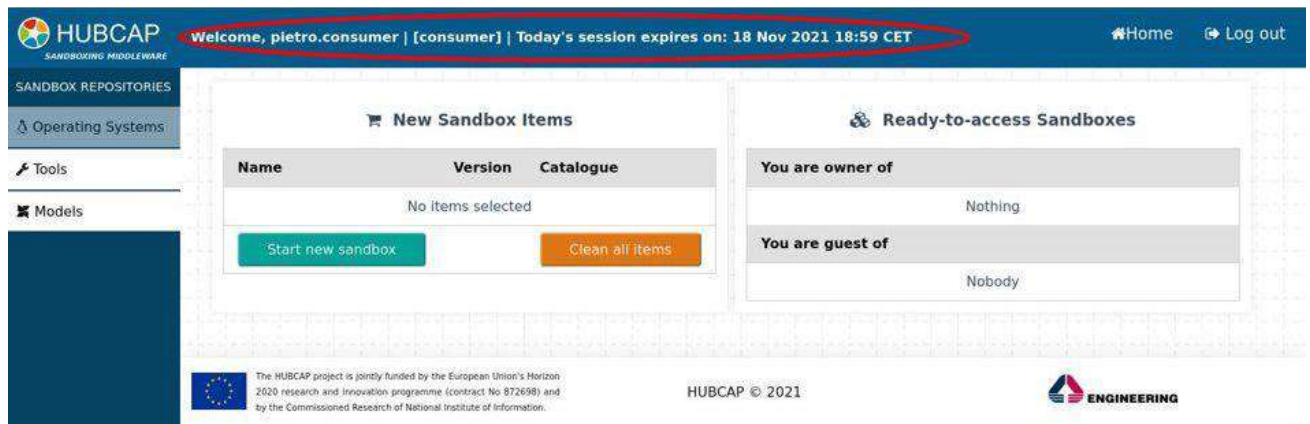 HUBCAP
SANDBOXING MIDDLEWARE
Welcome, pietro.consumer | [consumer] | Today's session expires on: 18 Nov 2021 18:59 CET
Home
Log out
SANDBOX REPOSITORIES
Operating Systems
Tools
Models
New Sandbox Items
Name Version Catalogue
No items selected
Start new sandbox
Clean all items
Ready-to-access Sandboxes
You are owner of
Nothing
You are guest of
Nobody
The HUBCAP project is jointly funded by the European Union's Horizon
2020 research and innovation programme (contract No 872698) and
by the Commissioned Research of National Institute of Information.
HUBCAP © 2021
ENGINEERING